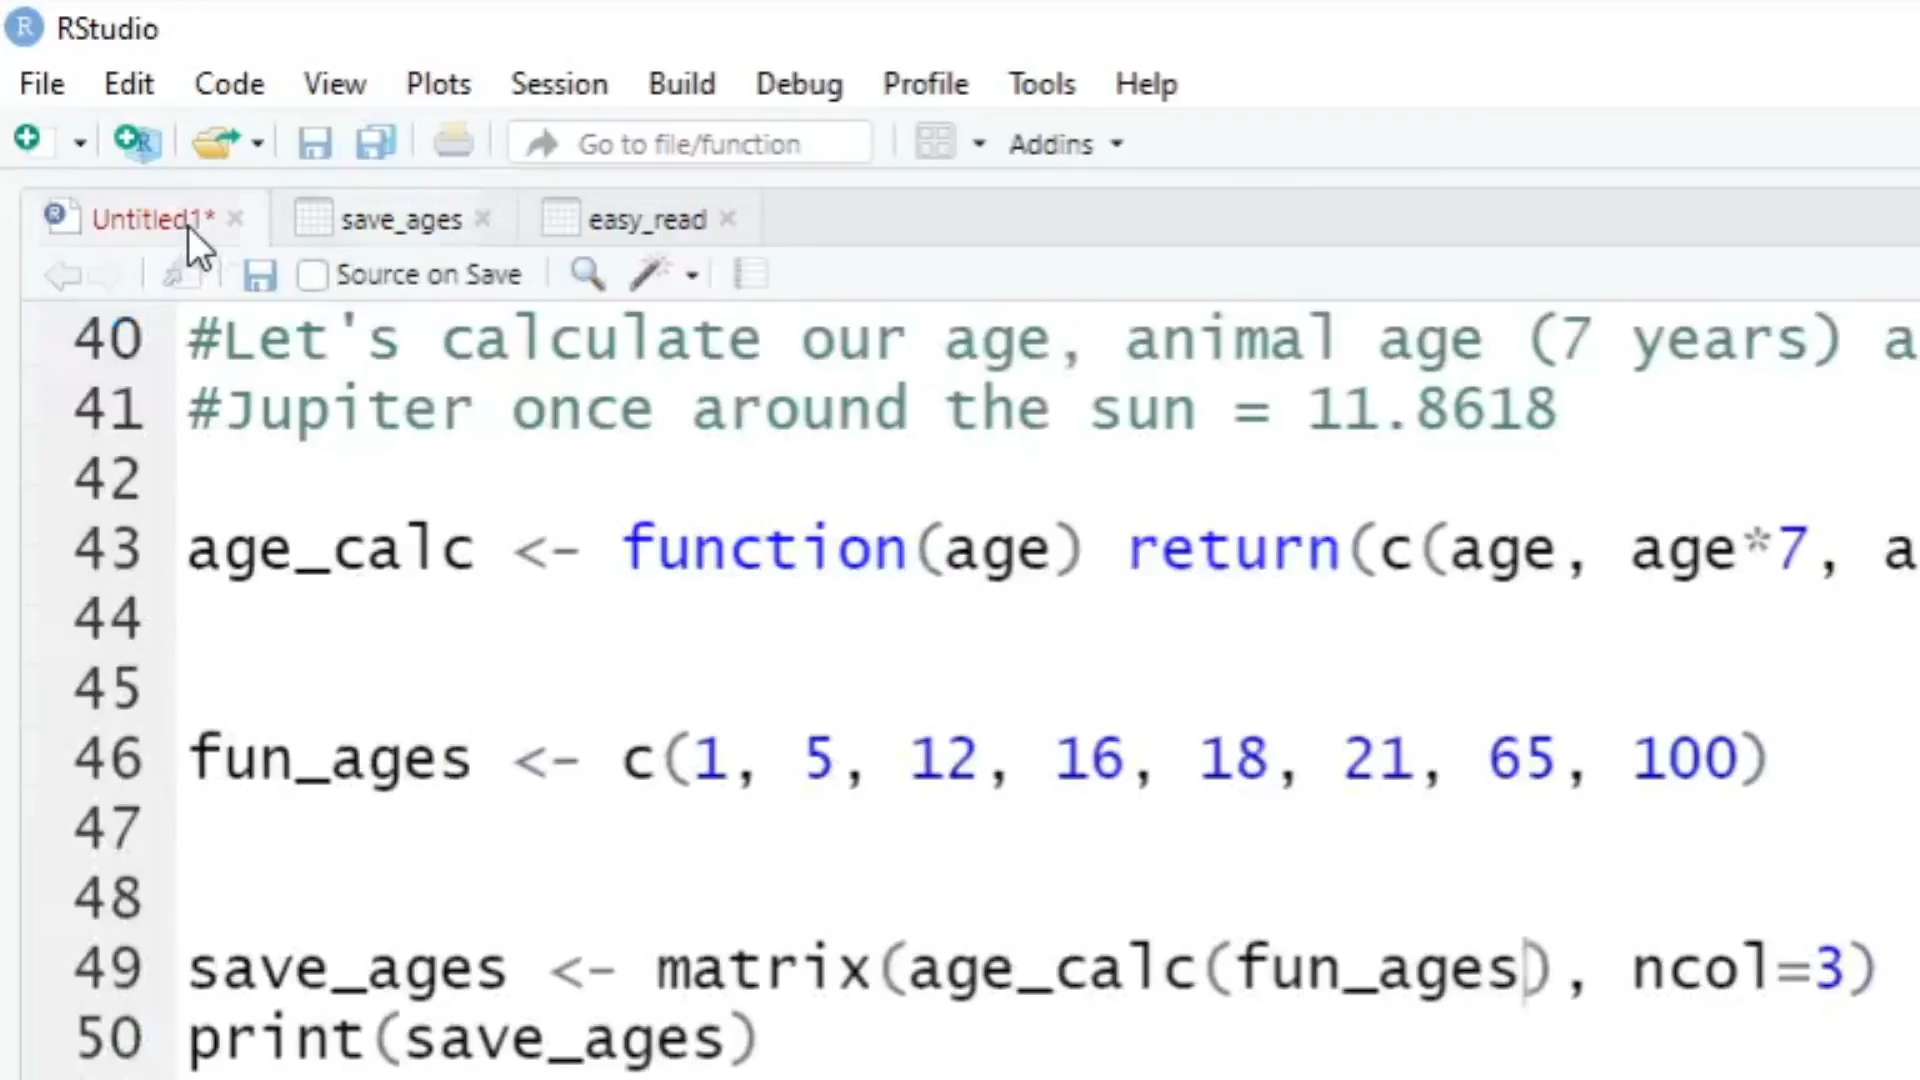 RStudio
File Edit Code View Plots Session Build Debug Profile Tools Help
Go to file/function Addins
Untitled1* save_ages easy_read
Source on Save
40 #Let's calculate our age, animal age (7 years) a
41 #Jupiter once around the sun = 11.8618
42
43 age_calc <- function(age) return(c(age, age*7, a
44
45
46 fun_ages <- c(1, 5, 12, 16, 18, 21, 65, 100)
47
48
49 save_ages <- matrix(age_calc(fun_ages), ncol=3)
50 print(save_ages)